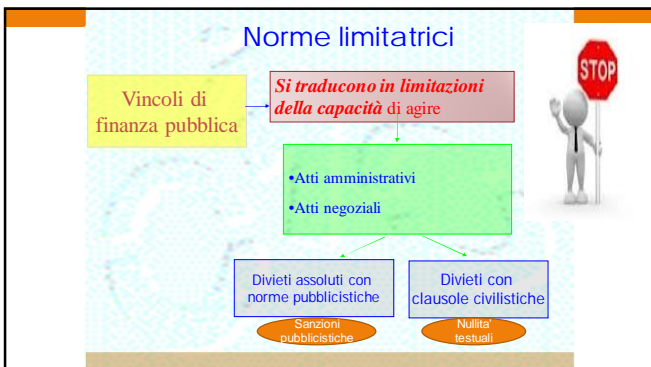 Norme limitatrici
STOP
Vincoli di
finanza pubblica
Si traducono in limitazioni
della capacità di agire
•Atti amministrativi
•Atti negoziali
Divieti assoluti con
norme pubblicistiche
Divieti con
clausole civilistiche
Sanzioni
pubblicistiche
Nullita'
testuali